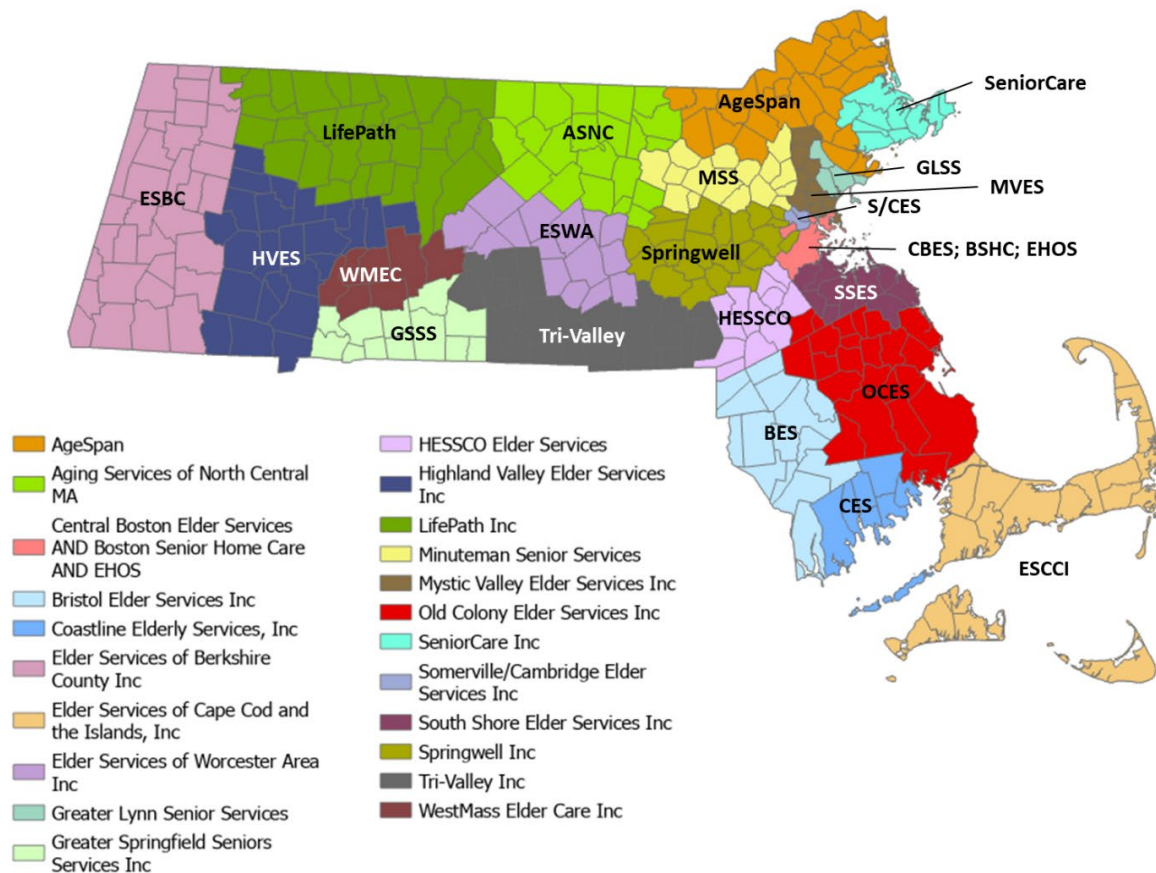 SeniorCare
AgeSpan
LifePath
ASNC
GLSS
MSS
MVES
ESBC
S/CES
ESWA
HVES
Springwell
CBES; BSHC; EHOS
WMEC
SSES
HESSCO
GSSS
Tri-Valley
OCES
BES
CES
ESCCI
AgeSpan
Aging Services of North Central
MA
Central Boston Elder Services
AND Boston Senior Home Care
AND EHOS
Bristol Elder Services Inc
Coastline Elderly Services, Inc
Elder Services of Berkshire
County Inc
Elder Services of Cape Cod and
the Islands, Inc
Elder Services of Worcester Area
Inc
Greater Lynn Senior Services
Greater Springfield Seniors
Services Inc
HESSCO Elder Services
Highland Valley Elder Services
Inc
LifePath Inc
Minuteman Senior Services
Mystic Valley Elder Services Inc
Old Colony Elder Services Inc
SeniorCare Inc
Somerville/Cambridge Elder
Services Inc
South Shore Elder Services Inc
Springwell Inc
Tri-Valley Inc
WestMass Elder Care Inc